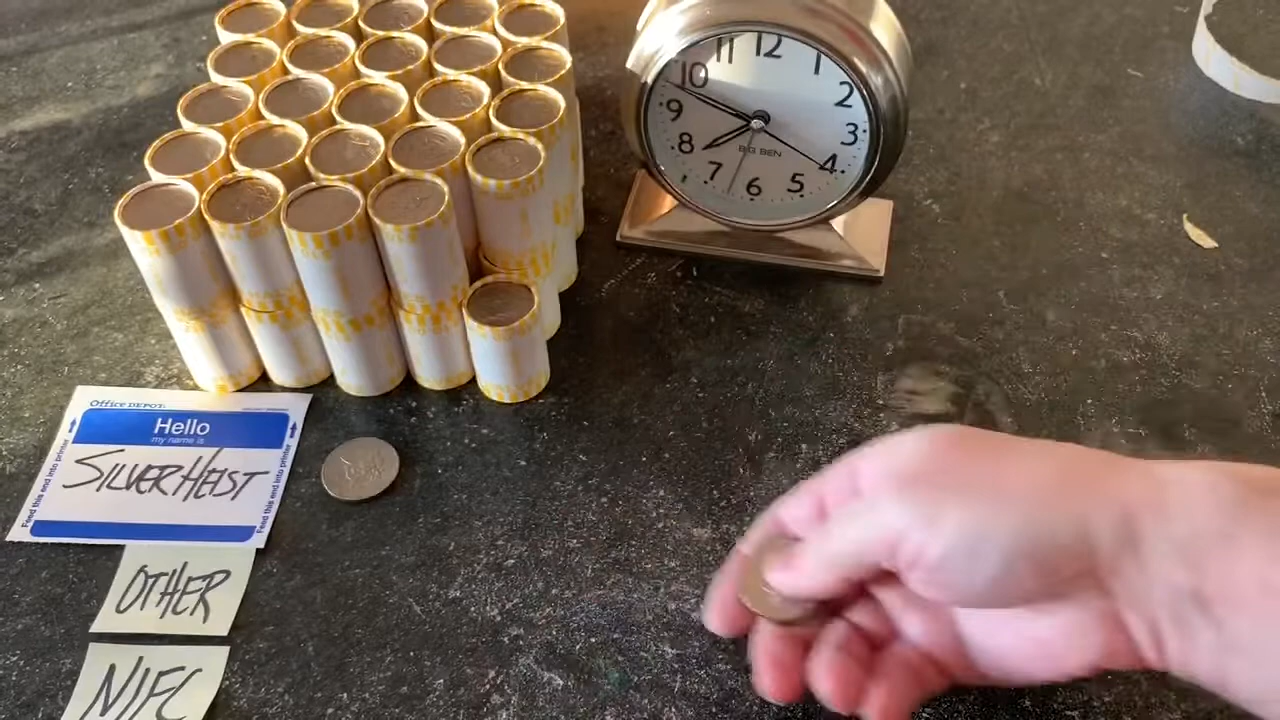 12
11
1
10
2
9
3
8
4
7
5
6
BIG BEN
Office DEPOT.
Hello
my name is
SILVERHEIST
Feed this end into printer
Feed this end into printer
OTHER
NIFC